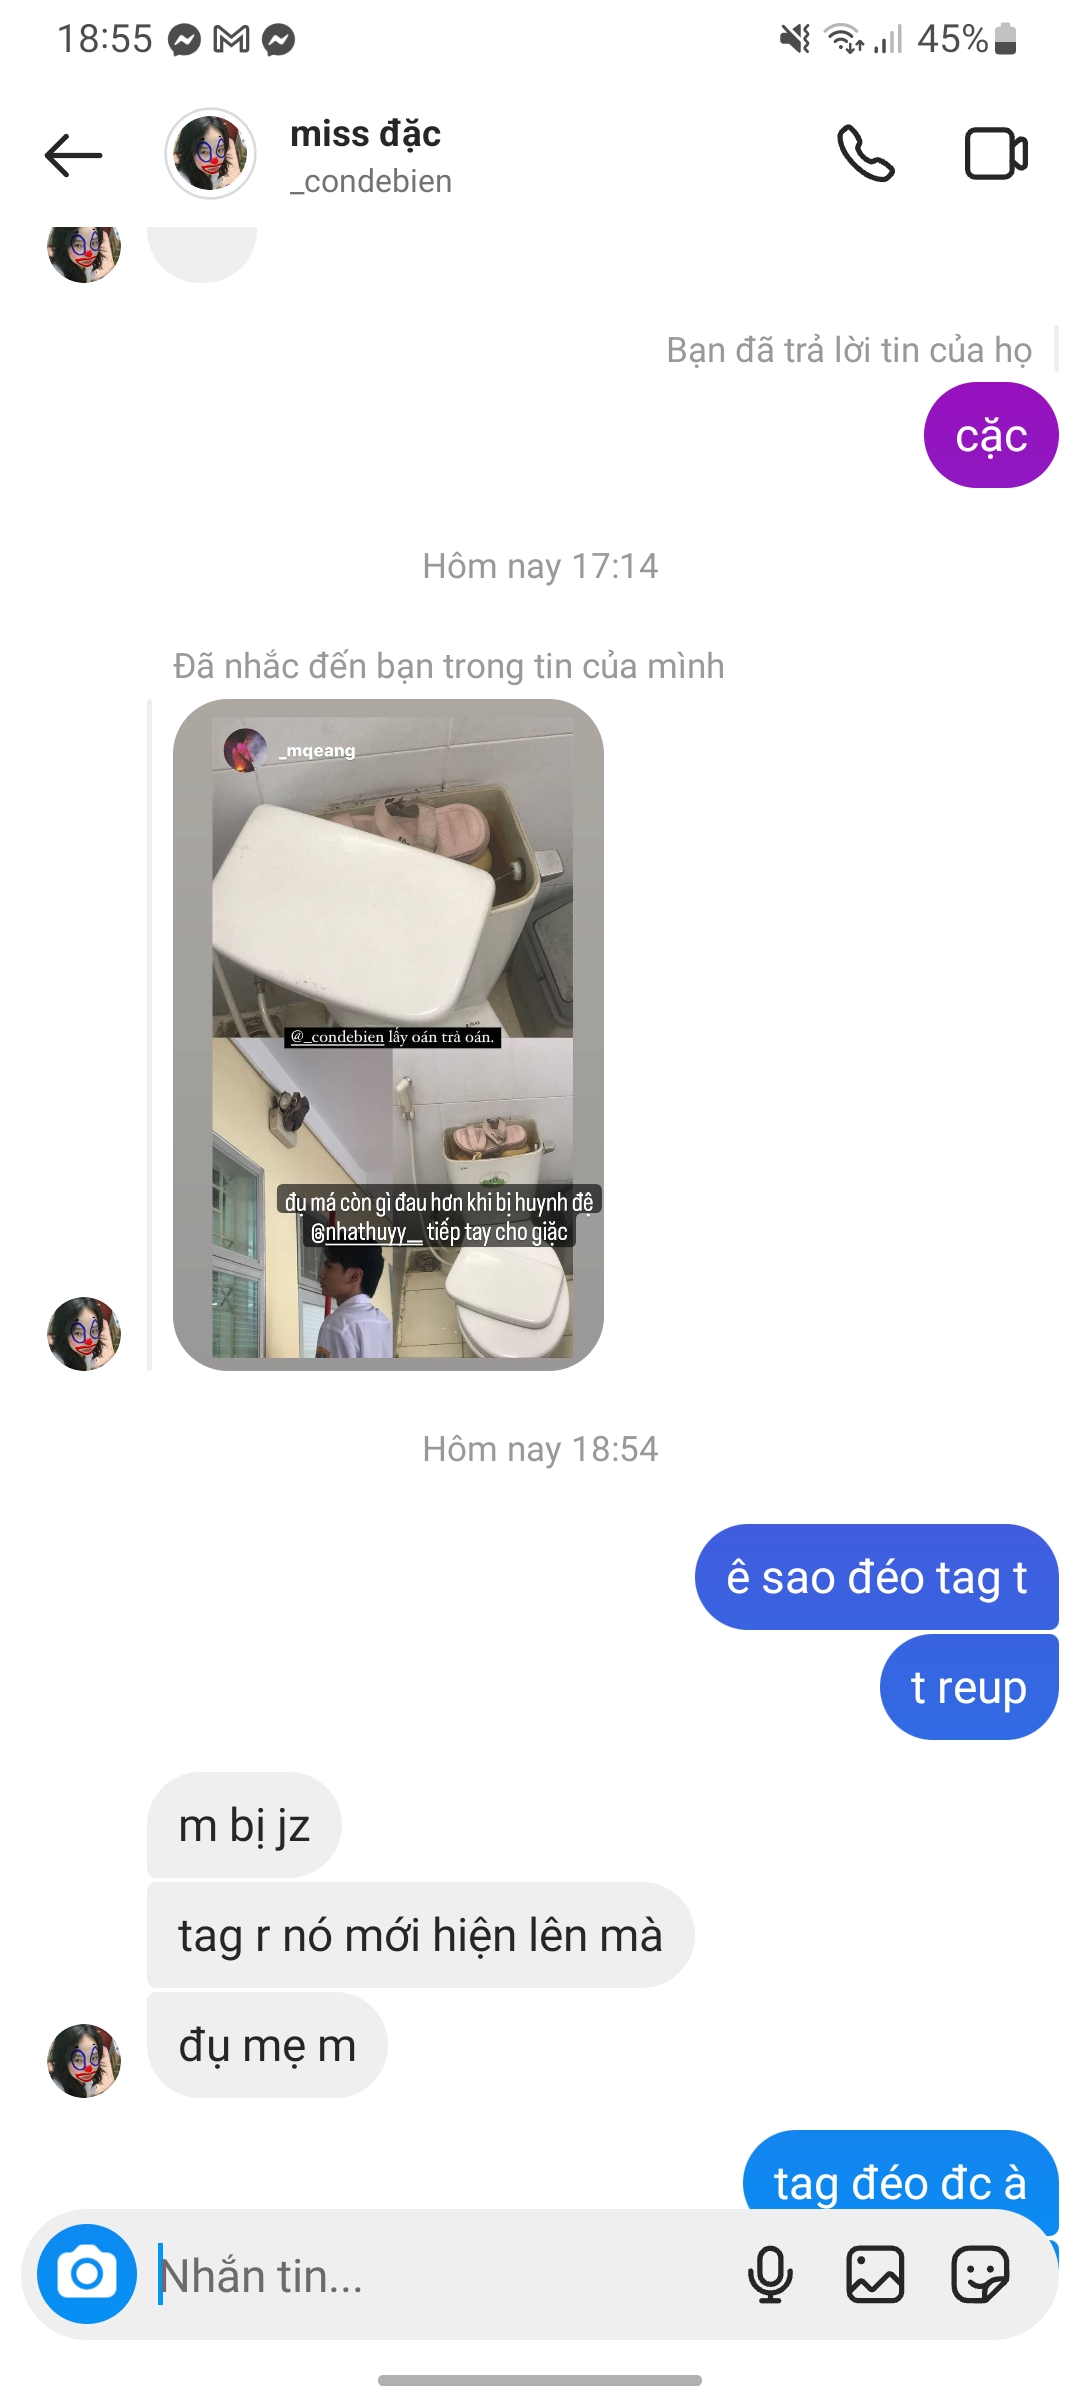 18:55
45%
miss đặc
_condebien
Bạn đã trả lời tin của họ
cặc
Hôm nay 17:14
Đã nhắc đến bạn trong tin của mình
_mqeang
@_condebien lấy oán trả oán.
đụ má còn gì đau hơn khi bị huynh đệ
@nhathuyy__ tiếp tay cho giặc
Hôm nay 18:54
ê sao đéo tag t
t reup
m bị jz
tag r nó mới hiện lên mà
đụ mẹ m
tag đéo đc à
Nhắn tin...